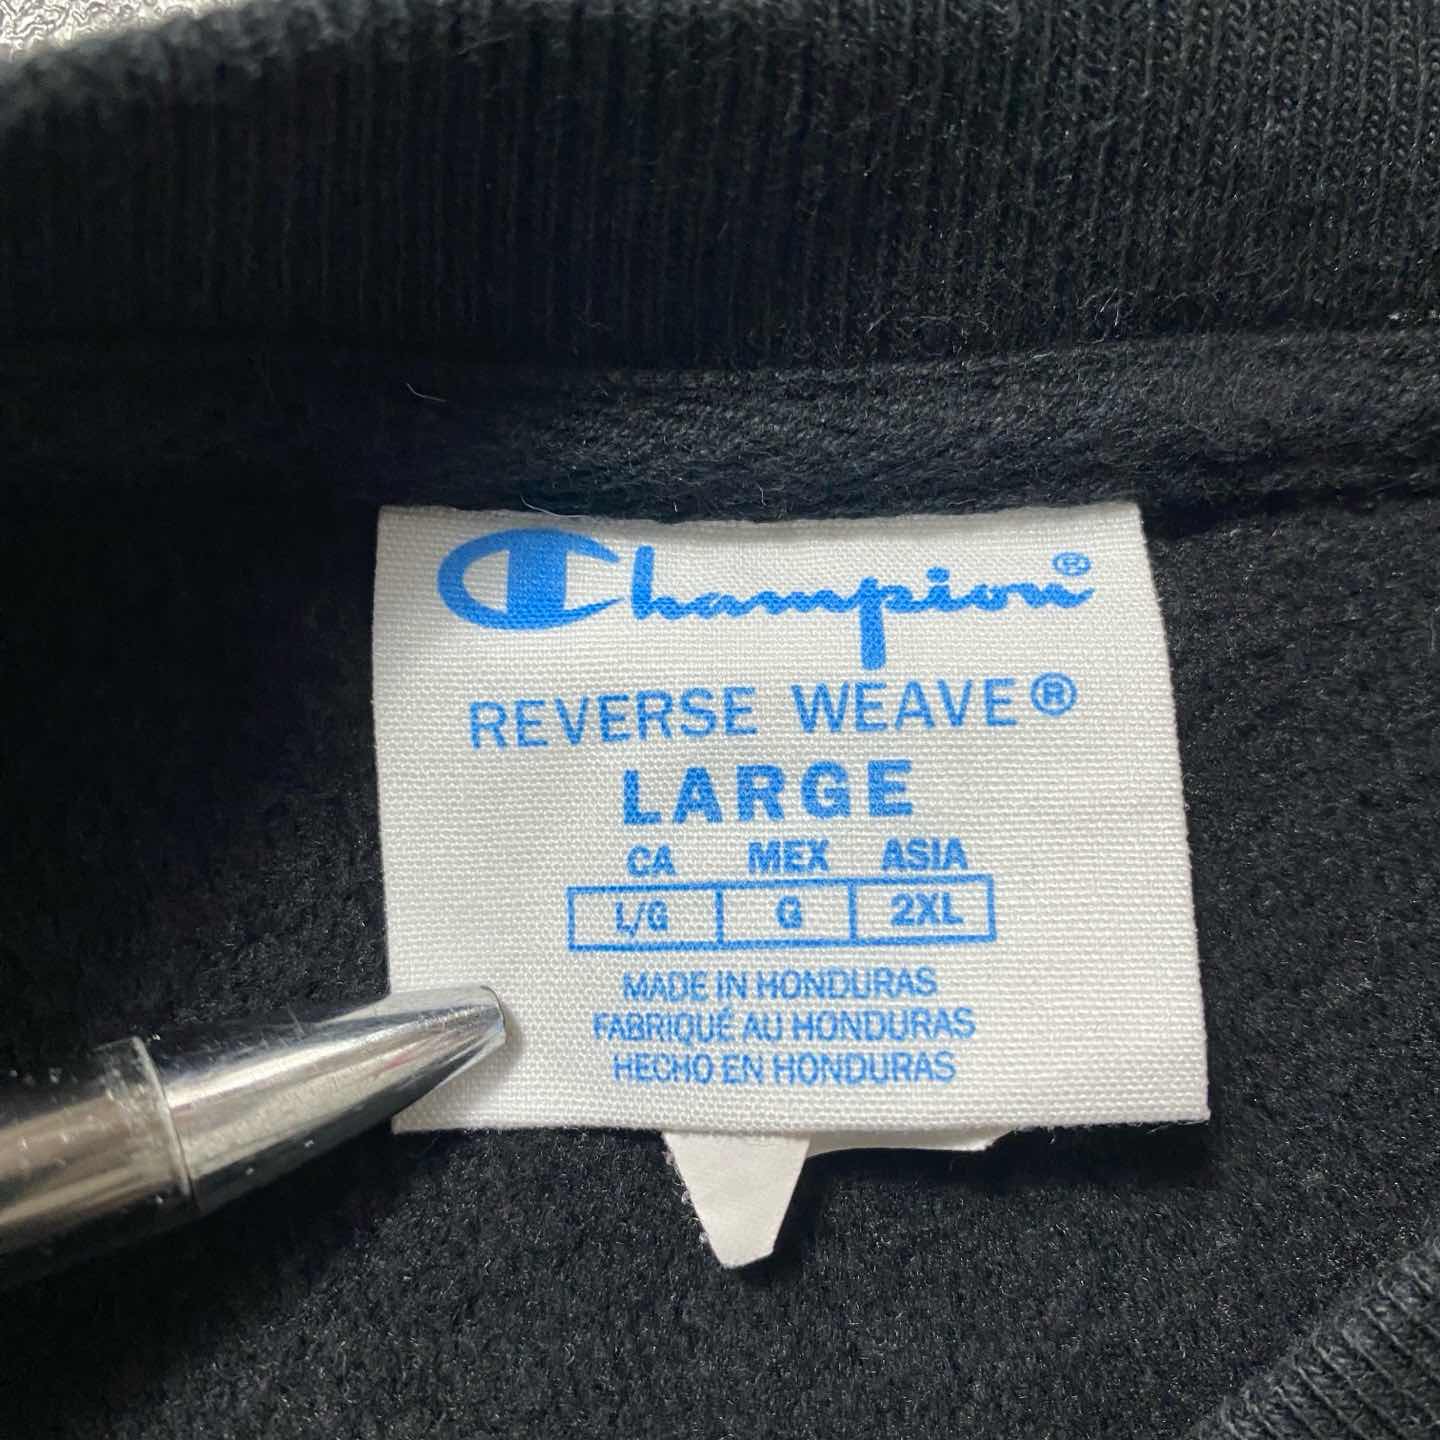 Champion®
REVERSE WEAVE®
LARGE
CA MEX ASIA
L/G G 2XL
MADE IN HONDURAS
FABRIQUÉ AU HONDURAS
HECHO EN HONDURAS